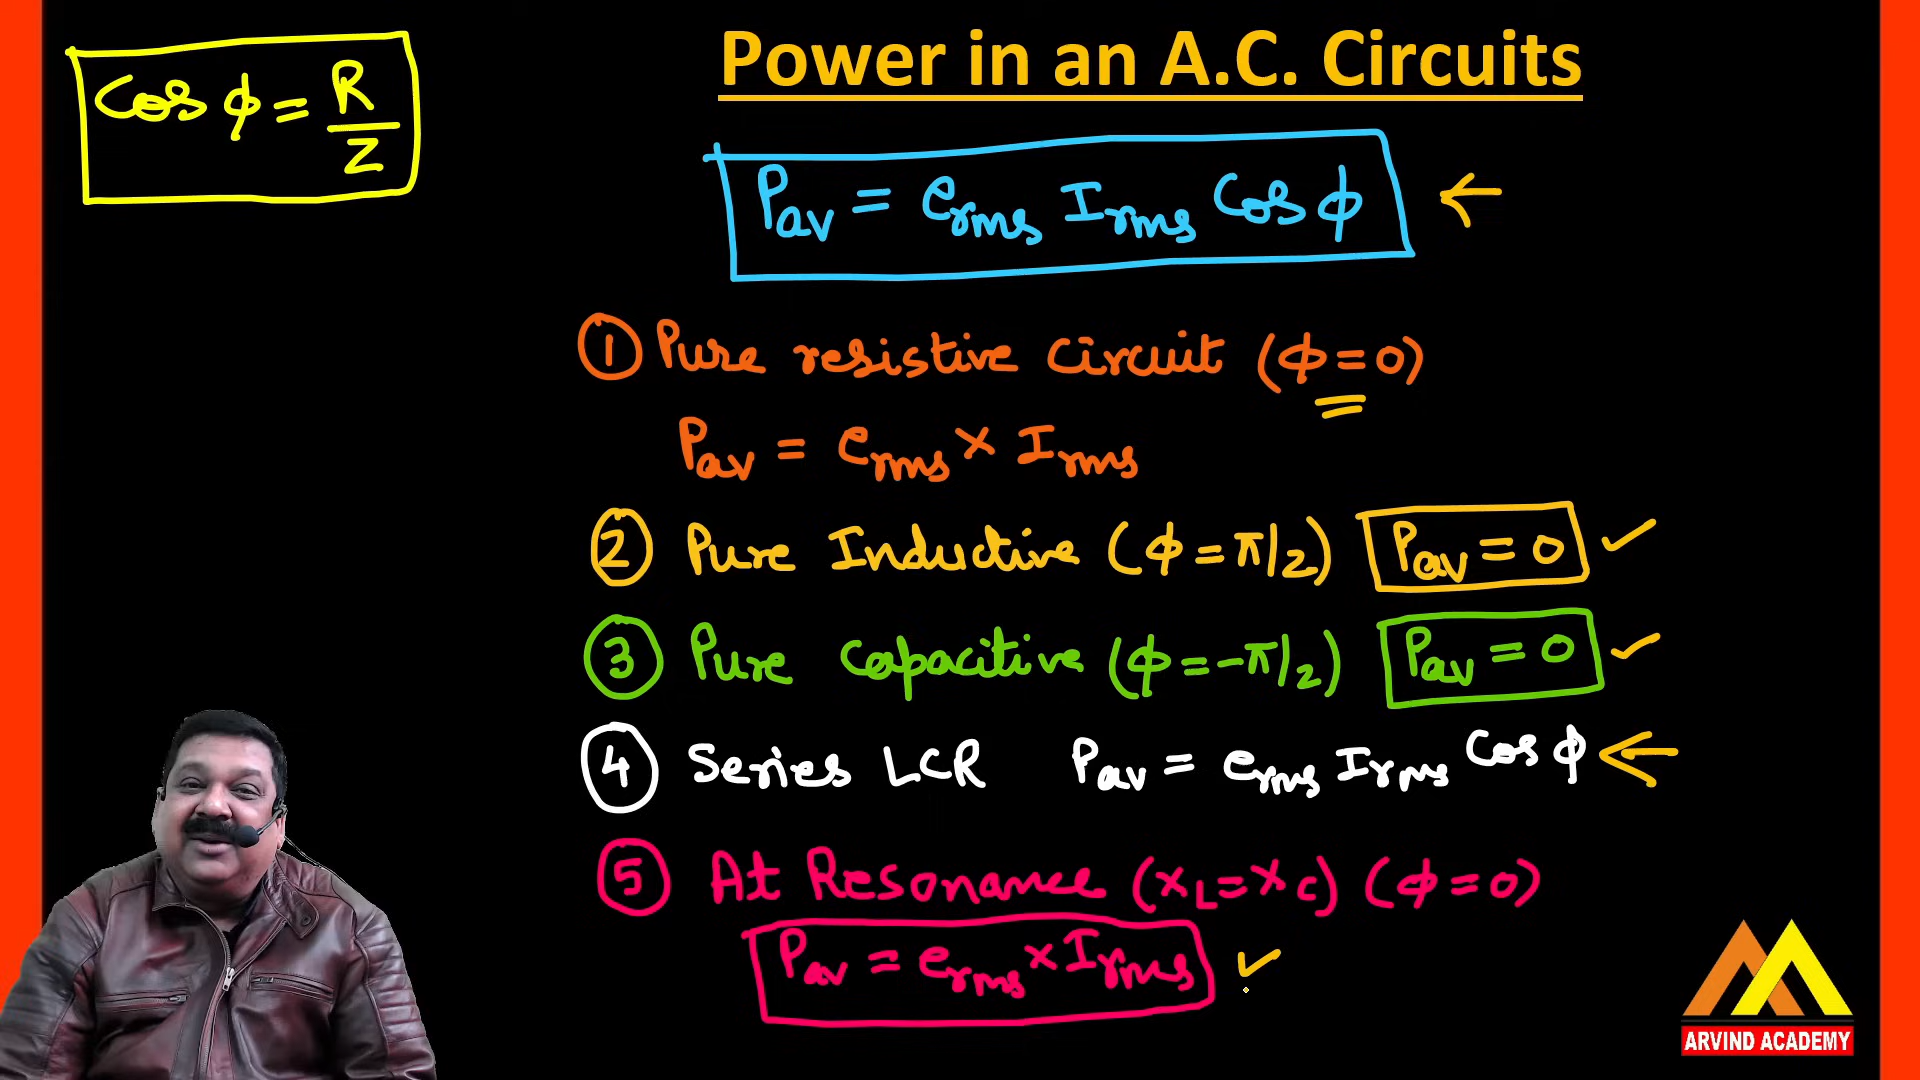 Cos φ = R/Z
Power in an A.C. Circuits
Pav = erms Irms Cos φ ←
① Pure resistive Circuit (φ = 0)
Pav = erms × Irms
② Pure Inductive (φ = π/2) Pav = 0 ✓
③ Pure Capacitive (φ = -π/2) Pav = 0 ✓
④ Series LCR Pav = erms Irms Cos φ ←
⑤ At Resonance (XL = XC) (φ = 0)
Pav = erms × Irms ✓
ARVIND ACADEMY